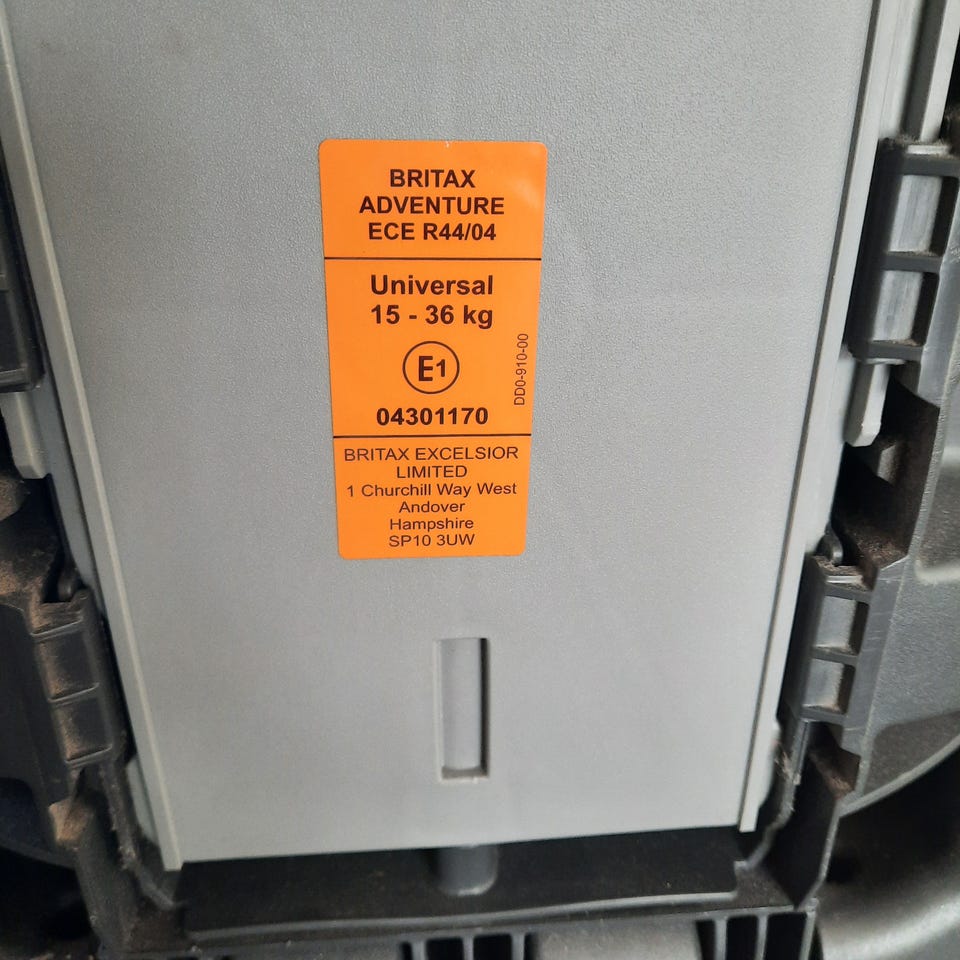 BRITAX
ADVENTURE
ECE R44/04
Universal
15 - 36 kg
E1
04301170
DD0-910-00
BRITAX EXCELSIOR
LIMITED
1 Churchill Way West
Andover
Hampshire
SP10 3UW